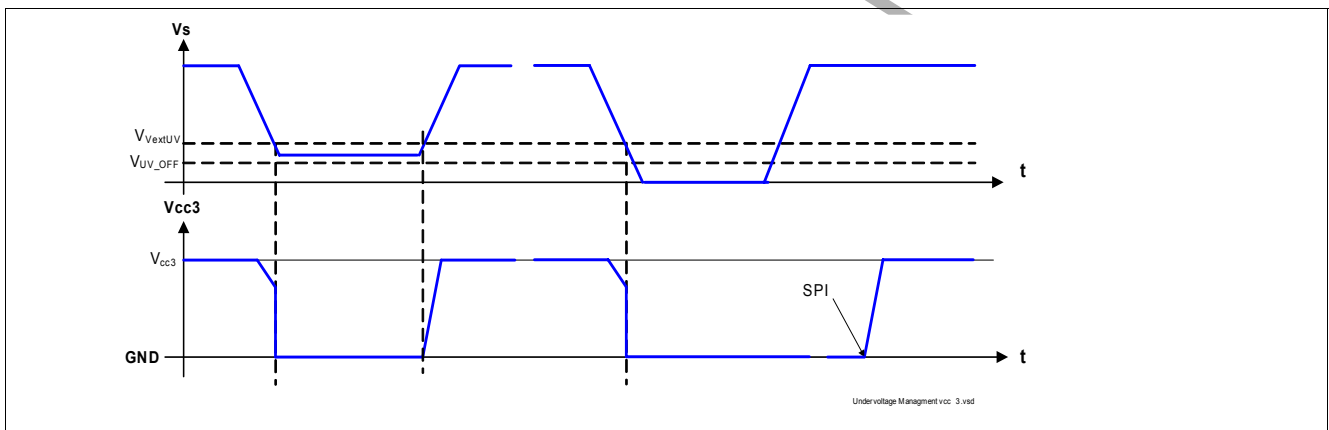 Vs
VVextUV
VUV_OFF
t
Vcc3
Vcc3
SPI
GND
t
Undervoltage Managment vcc 3.vsd